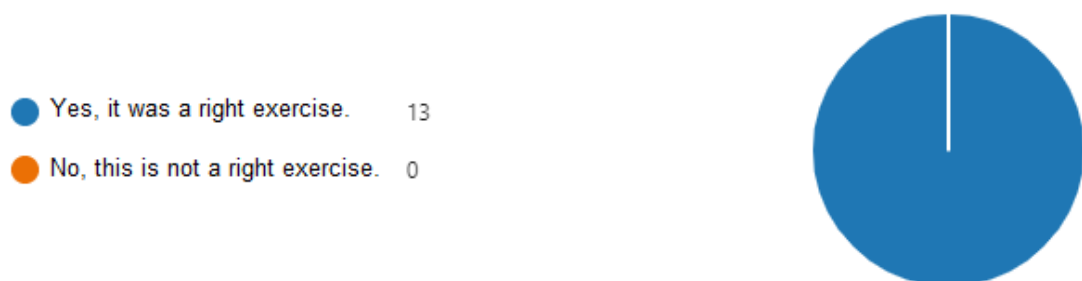 Yes, it was a right exercise. 13
No, this is not a right exercise. 0